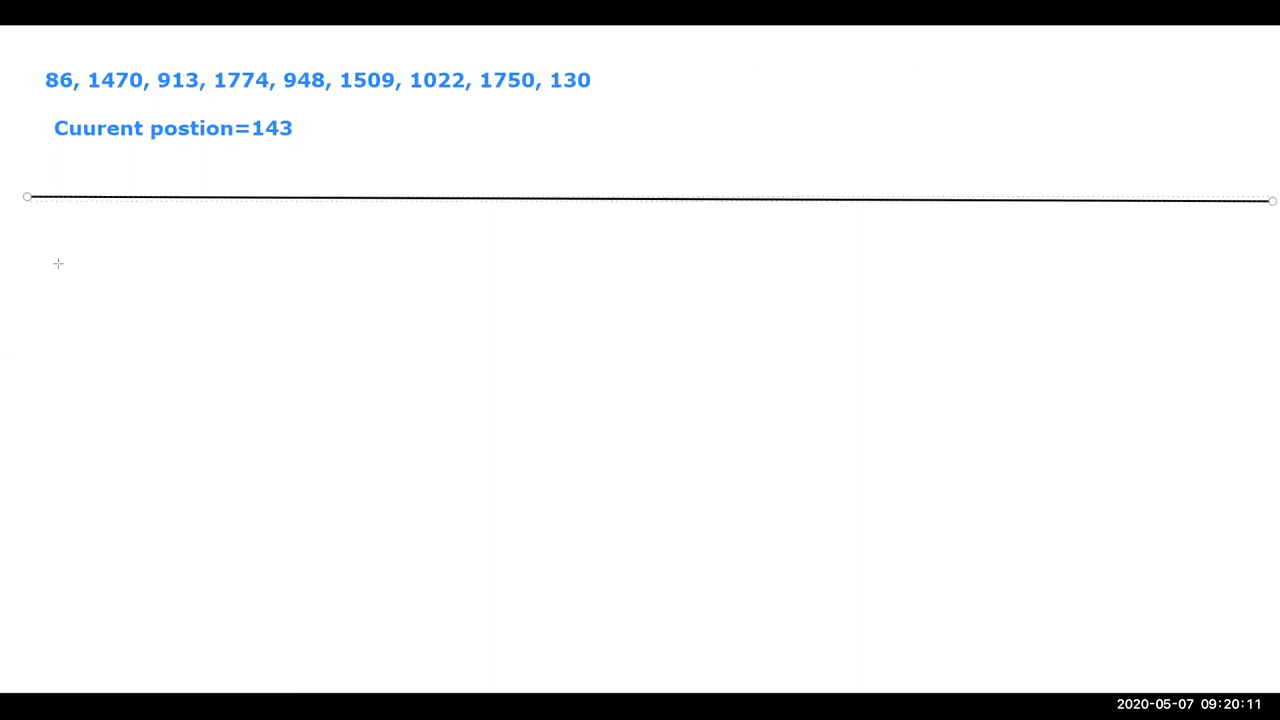 86, 1470, 913, 1774, 948, 1509, 1022, 1750, 130
Cuurent postion=143
2020-05-07 09:20:11